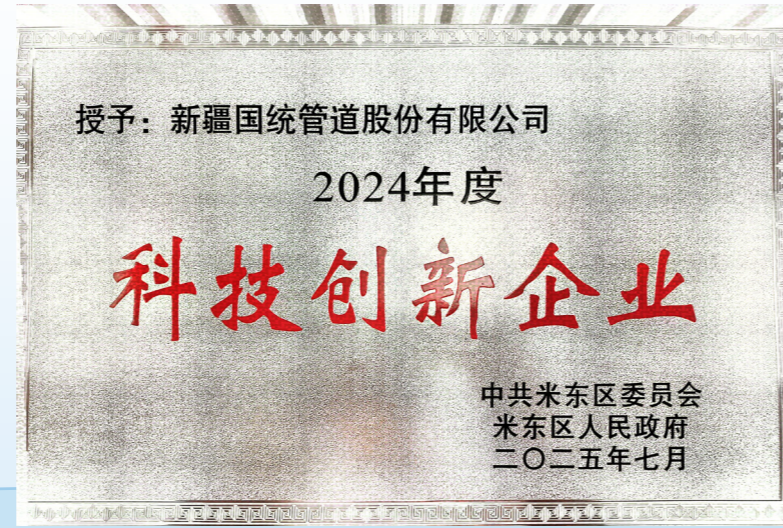 授予：新疆国统管道股份有限公司
2024年度
科技创新企业
中共米东区委员会
米东区人民政府
二〇二五年七月